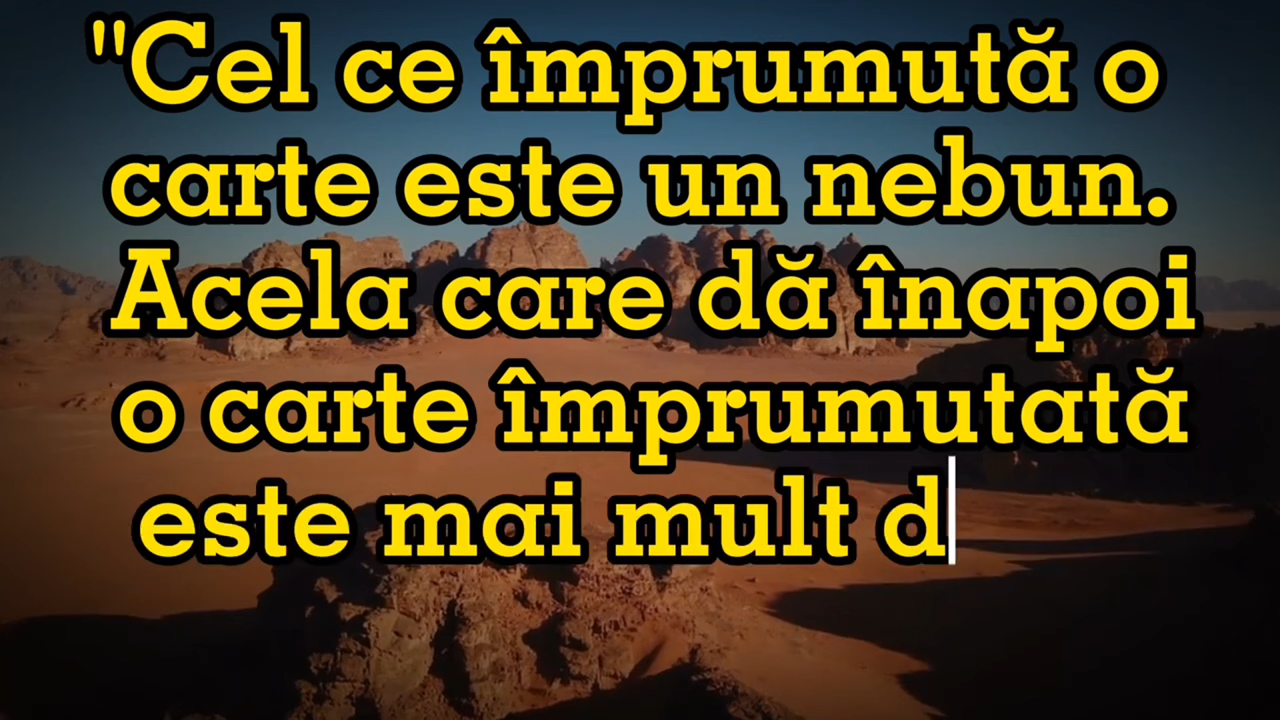 "Cel ce împrumută o
carte este un nebun.
Acela care dă înapoi
o carte împrumutată
este mai mult d